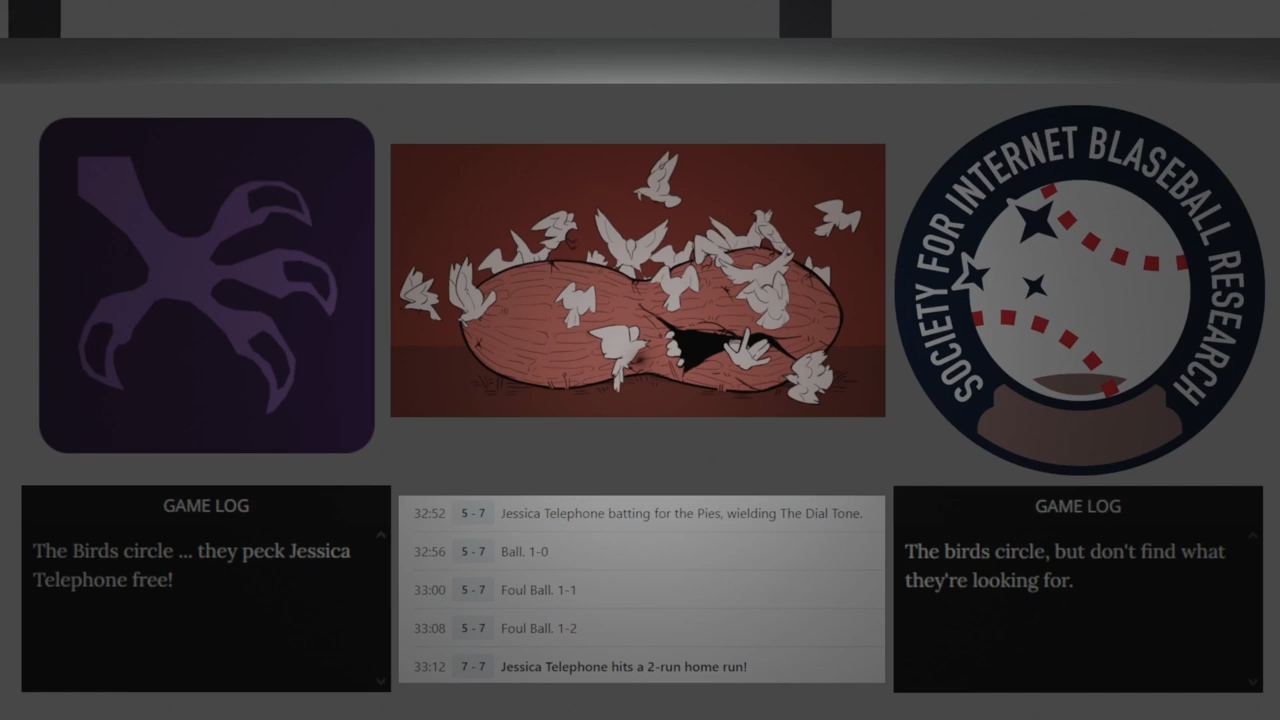 SOCIETY FOR INTERNET BLASEBALL RESEARCH
GAME LOG
The Birds circle ... they peck Jessica
Telephone free!
32:52 5 - 7 Jessica Telephone batting for the Pies, wielding The Dial Tone.
32:56 5 - 7 Ball. 1-0
33:00 5 - 7 Foul Ball. 1-1
33:08 5 - 7 Foul Ball. 1-2
33:12 7 - 7 Jessica Telephone hits a 2-run home run!
GAME LOG
The birds circle, but don't find what
they're looking for.